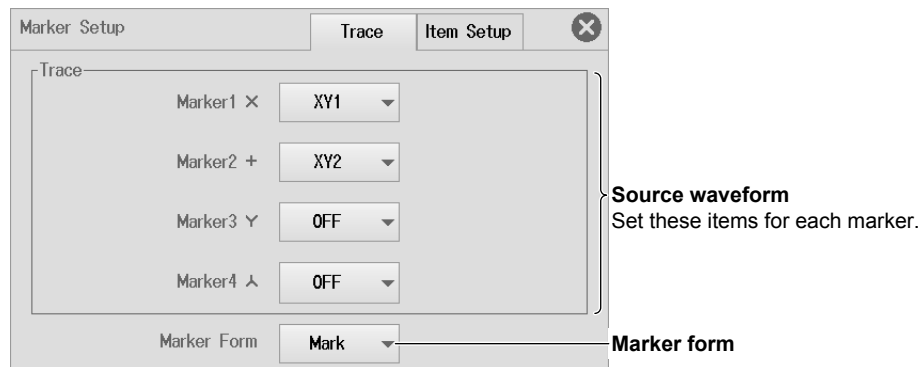 Marker Setup
Trace
Item Setup
Trace
Marker1 ×
XY1
Marker2 +
XY2
Source waveform
Set these items for each marker.
Marker3 Y
OFF
Marker4 ⅄
OFF
Marker Form
Mark
Marker form